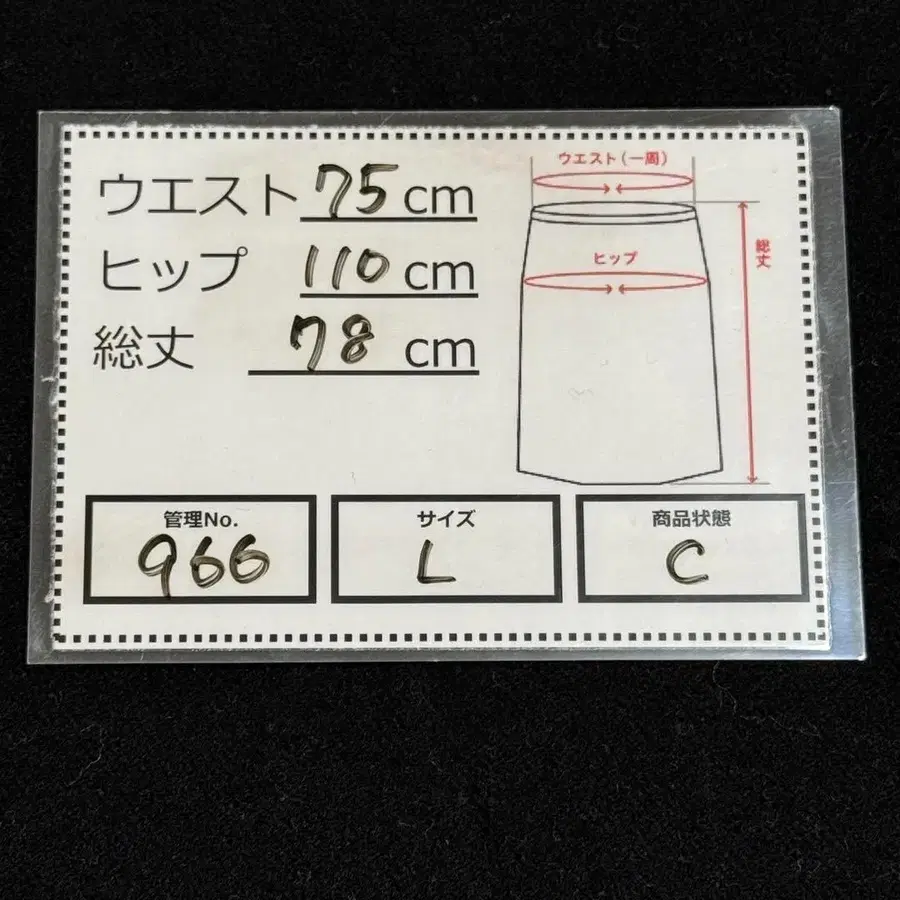 ウエスト 75 cm
ヒップ 110 cm
総丈 78 cm
ウエスト(一周)
ヒップ
総丈
管理No.
966
サイズ
L
商品状態
C